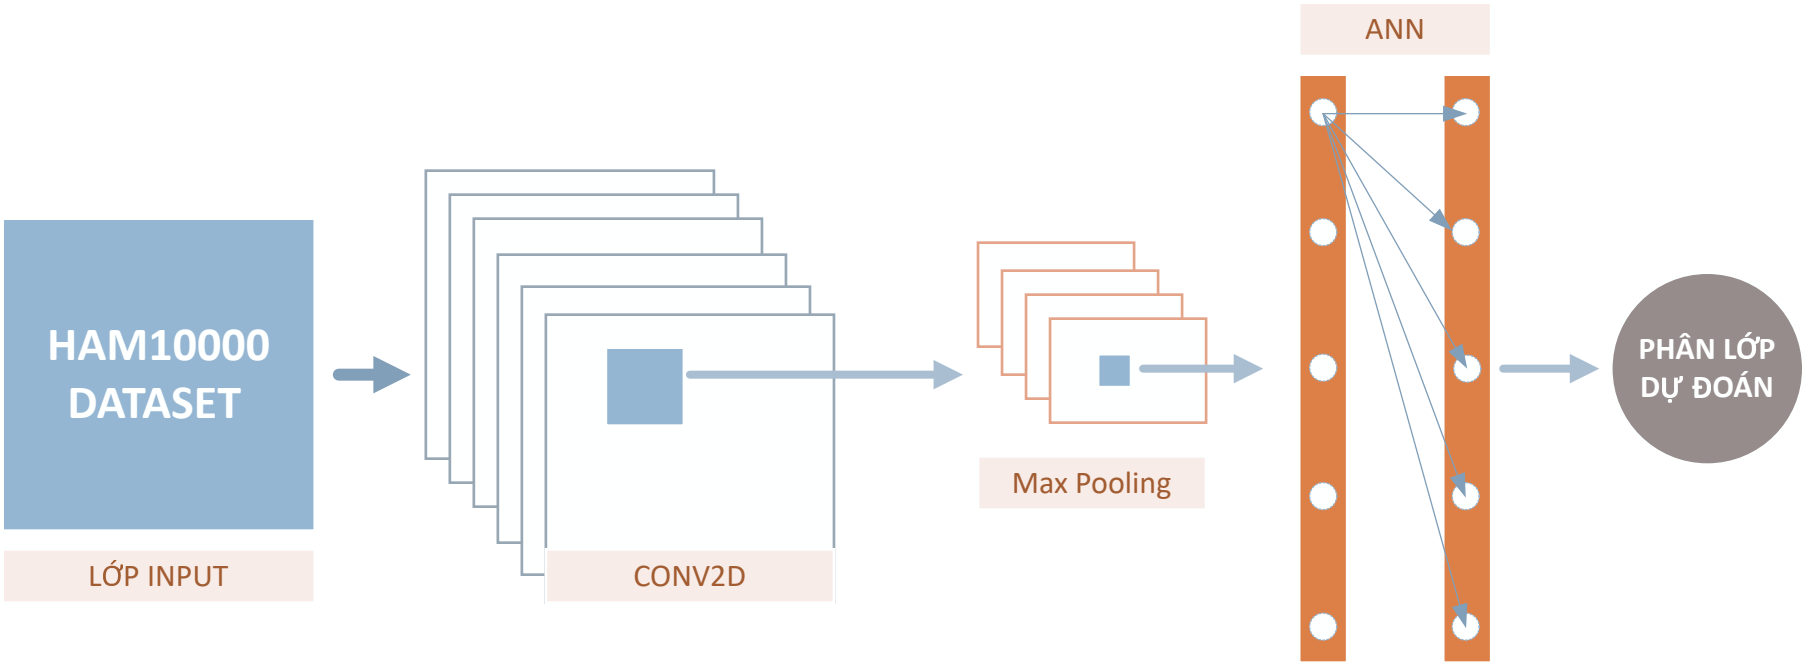 HAM10000
DATASET
LỚP INPUT
CONV2D
Max Pooling
ANN
PHÂN LỚP
DỰ ĐOÁN